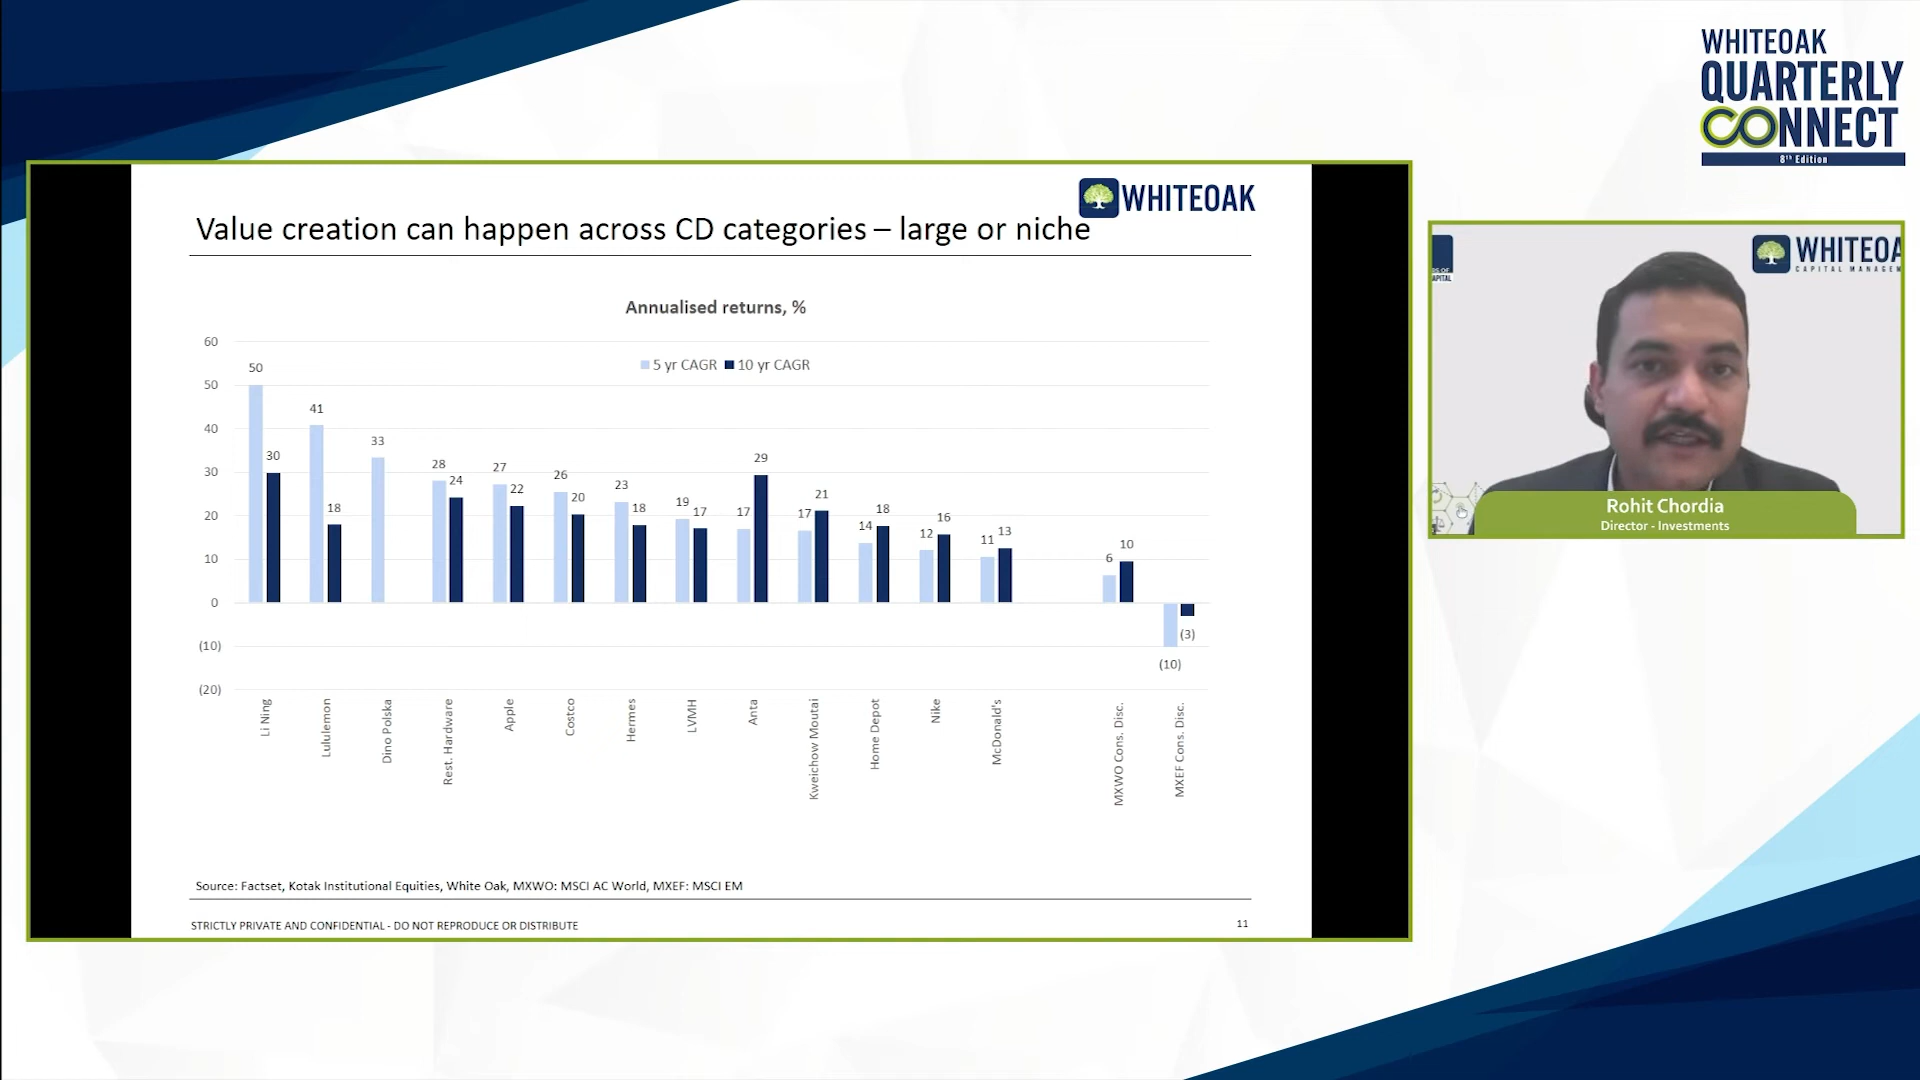 WHITEOAK
QUARTERLY
CONNECT
8th Edition
WHITEOAK
Value creation can happen across CD categories – large or niche
Annualised returns, %
5 yr CAGR 10 yr CAGR
60
50
40
30
20
10
0
(10)
(20)
50 30
41 18
33
28 24
27 22
26 20
23 18
19 17
17 29
17 21
14 18
12 16
11 13
6 10
(10) (3)
Li Ning
Lululemon
Dino Polska
Rest. Hardware
Apple
Costco
Hermes
LVMH
Anta
Kweichow Moutai
Home Depot
Nike
McDonald's
MXWO Cons. Disc.
MXEF Cons. Disc.
Source: Factset, Kotak Institutional Equities, White Oak, MXWO: MSCI AC World, MXEF: MSCI EM
STRICTLY PRIVATE AND CONFIDENTIAL - DO NOT REPRODUCE OR DISTRIBUTE
11
WHITEOA
CAPITAL MANAGEM
OF
APITAL
Rohit Chordia
Director - Investments